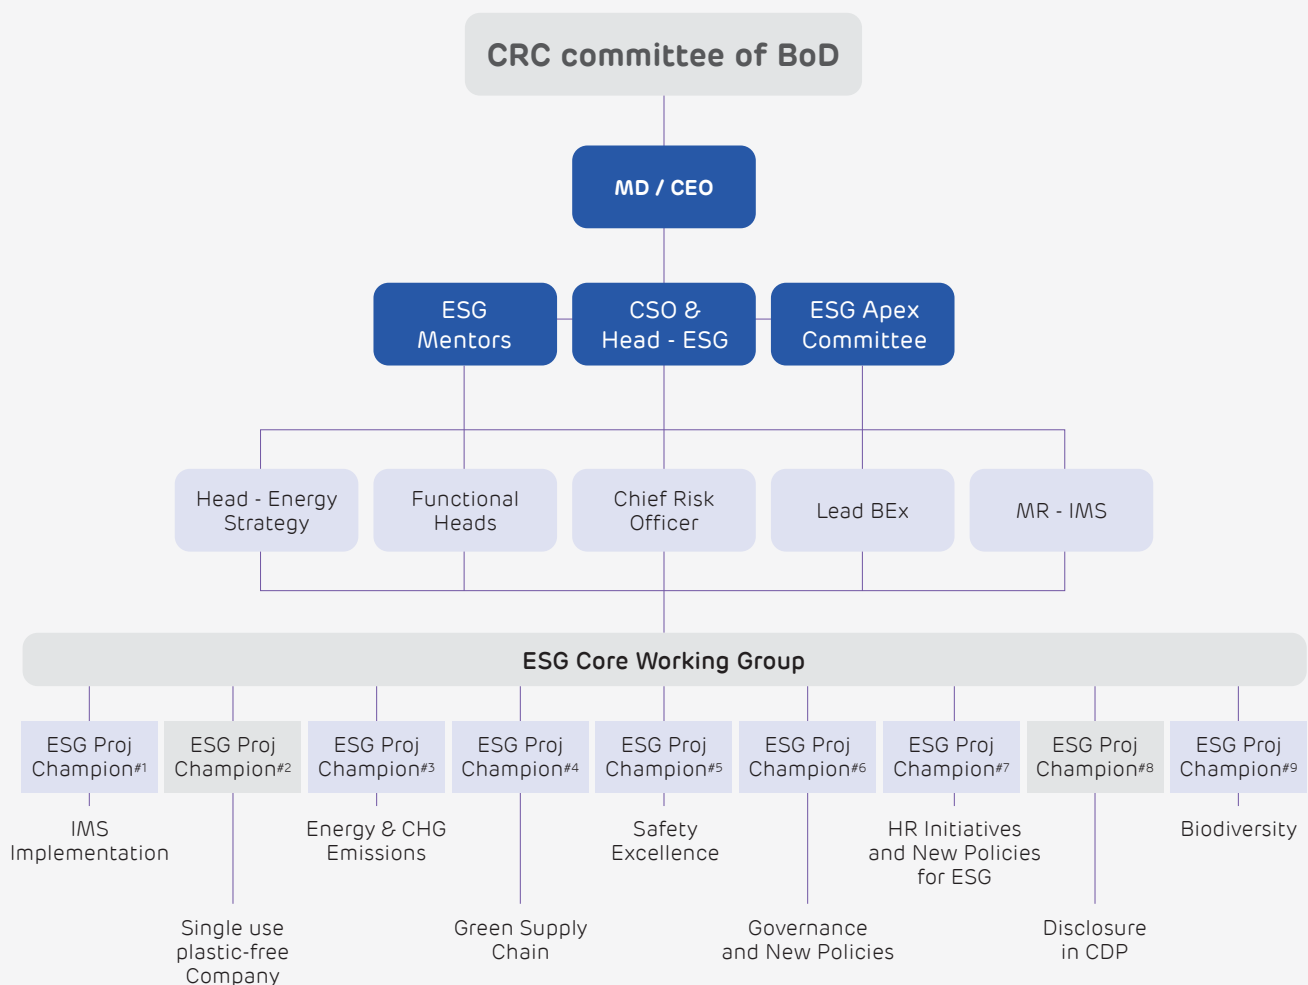 CRC committee of BoD
MD / CEO
ESG
Mentors
CSO &
Head - ESG
ESG Apex
Committee
Head - Energy
Strategy
Functional
Heads
Chief Risk
Officer
Lead BEx
MR - IMS
ESG Core Working Group
ESG Proj
Champion#1
ESG Proj
Champion#2
ESG Proj
Champion#3
ESG Proj
Champion#4
ESG Proj
Champion#5
ESG Proj
Champion#6
ESG Proj
Champion#7
ESG Proj
Champion#8
ESG Proj
Champion#9
IMS
Implementation
Energy & CHG
Emissions
Safety
Excellence
HR Initiatives
and New Policies
for ESG
Biodiversity
Single use
plastic-free
Company
Green Supply
Chain
Governance
and New Policies
Disclosure
in CDP